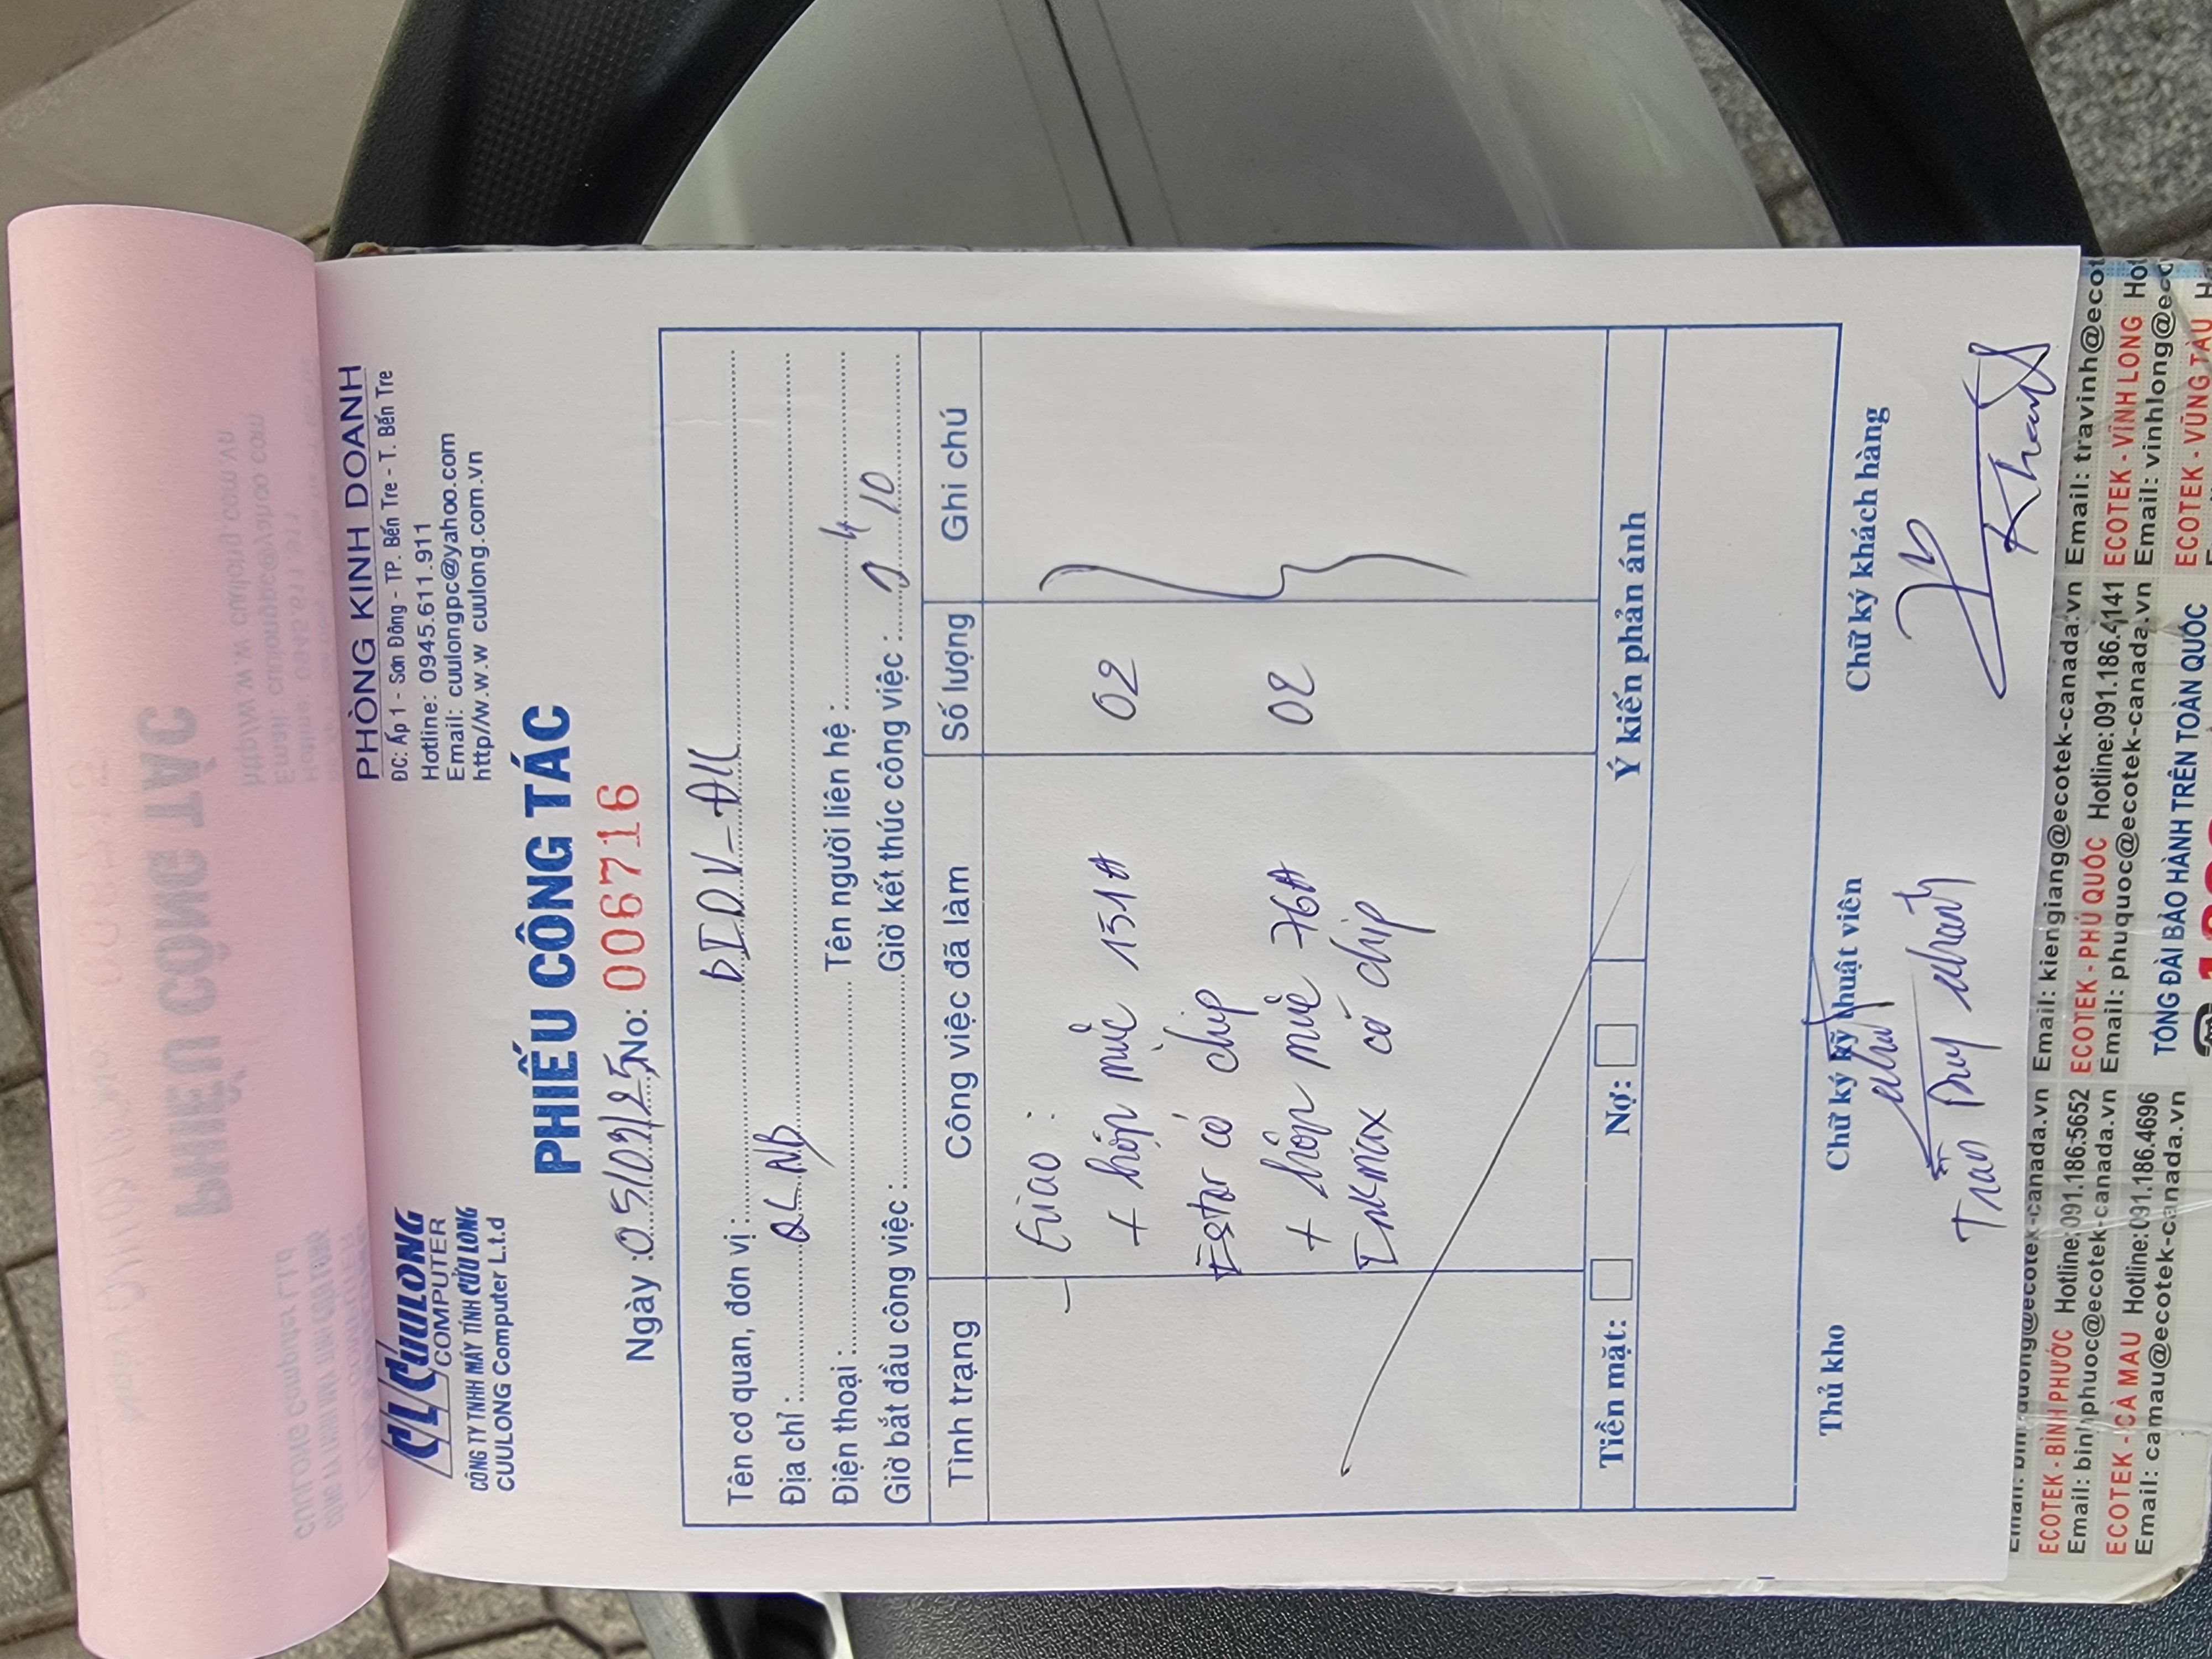 CL CUULONG
COMPUTER
CÔNG TY TNHH MÁY TÍNH CỬU LONG
CUULONG Computer L.t.d
PHÒNG KINH DOANH
ĐC: Ấp 1 - Sơn Đông - TP. Bến Tre - T. Bến Tre
Hotline: 0945.611.911
Email: cuulongpc@yahoo.com
http//w.w.w cuulong.com.vn
PHIẾU CÔNG TÁC
Ngày: 05/09/25 No: 006716
Tên cơ quan, đơn vị: BIDV - ĐK
Địa chỉ: QLNB
Điện thoại: Tên người liên hệ:
Giờ bắt đầu công việc: Giờ kết thúc công việc: 9h10
Tình trạng Công việc đã làm Số lượng Ghi chú
- Giao:
+ hộp mực 151A 02
Estar có chip
+ hộp mực 76A 02
Inkmax có chip
Tiền mặt: Nợ: Ý kiến phản ánh
Thủ kho Chữ ký kỹ thuật viên Chữ ký khách hàng
Trần Duy Khanh
Email: kiengiang@ecotek-canada.vn Email: travinh@ecot
ECOTEK - BÌNH PHƯỚC Hotline:091.186.5652 ECOTEK - PHÚ QUỐC Hotline:091.186.4141 ECOTEK - VĨNH LONG Hot
Email: binhphuoc@ecotek-canada.vn Email: phuquoc@ecotek-canada.vn Email: vinhlong@ec
ECOTEK - CÀ MAU Hotline:091.186.4696 ECOTEK - VŨNG TÀU
Email: camau@ecotek-canada.vn TỔNG ĐÀI BẢO HÀNH TRÊN TOÀN QUỐC